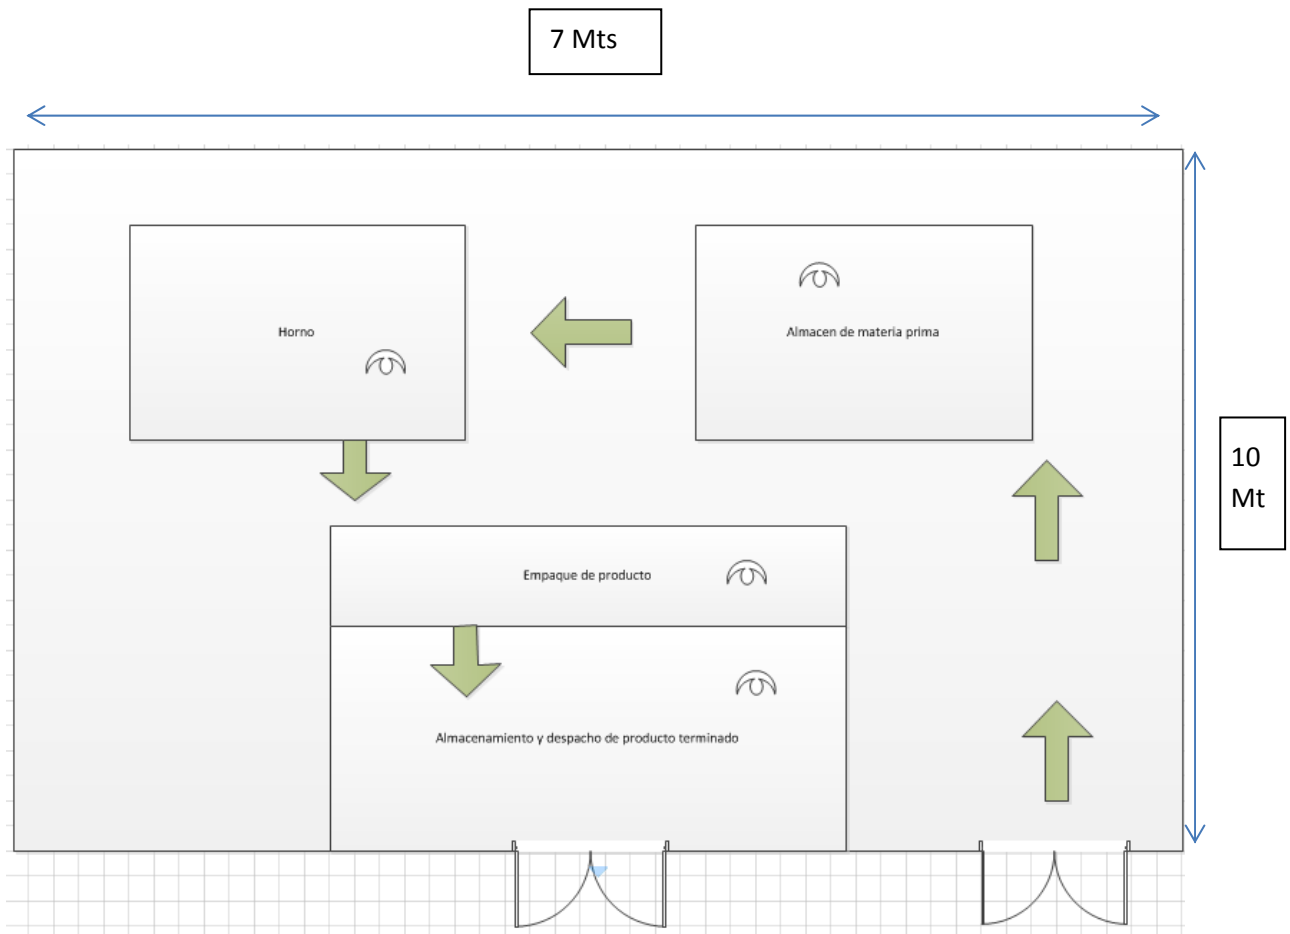 7 Mts
Horno
Almacen de materia prima
10
Mt
Empaque de producto
Almacenamiento y despacho de producto terminado